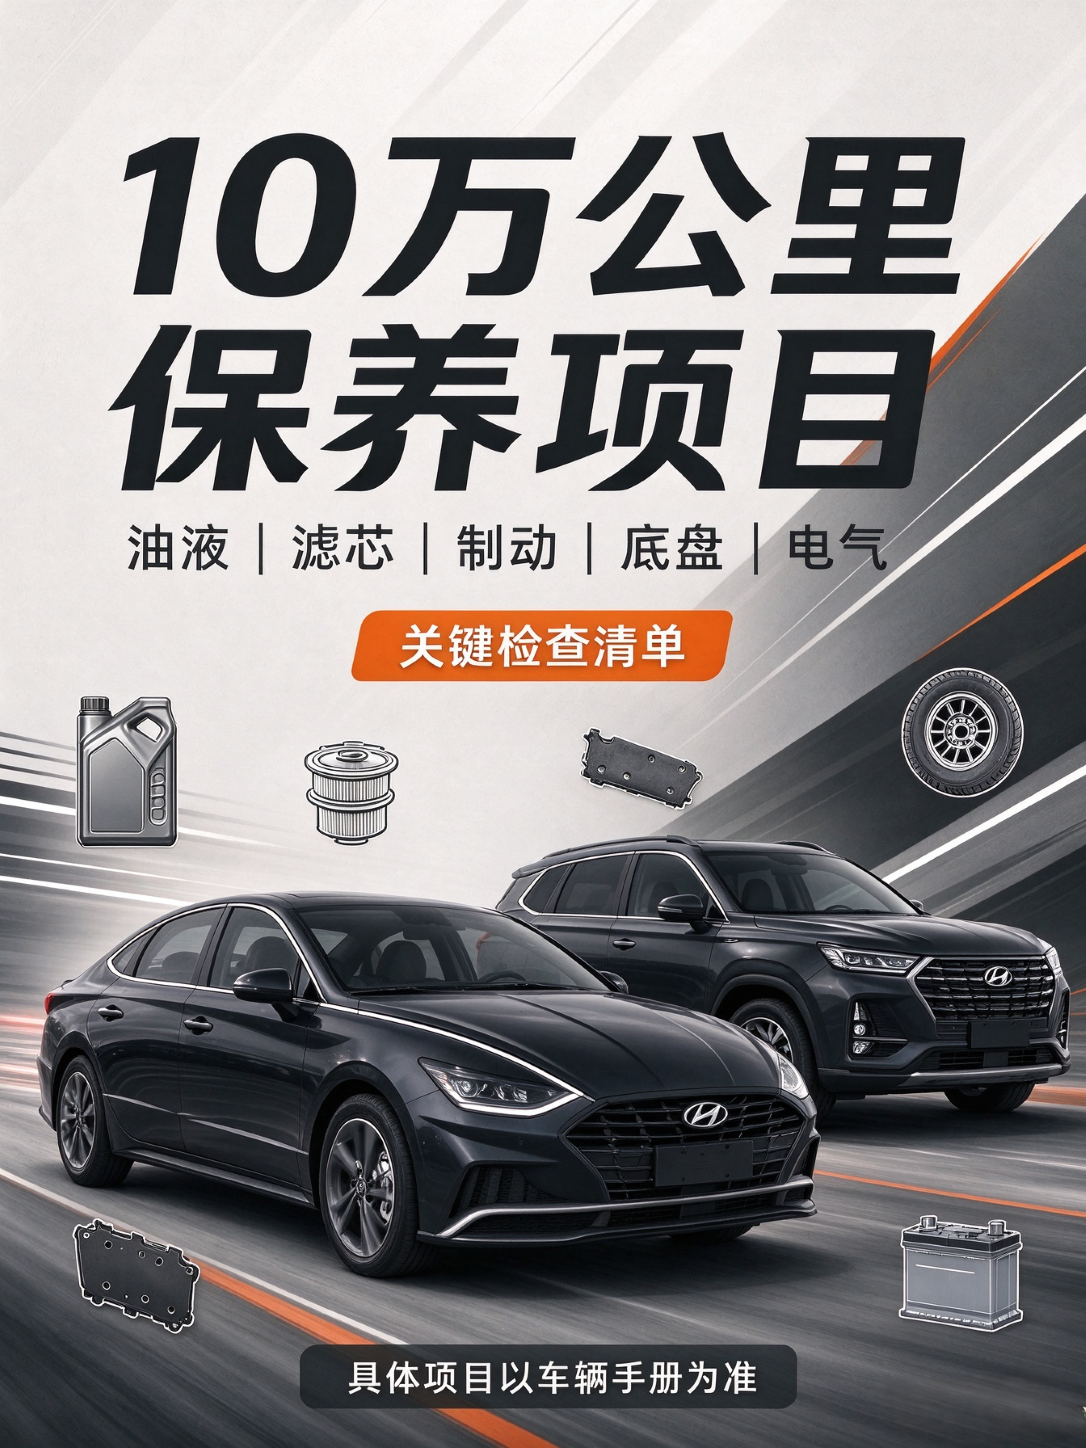 10万公里
保养项目
油液 | 滤芯 | 制动 | 底盘 | 电气
关键检查清单
具体项目以车辆手册为准